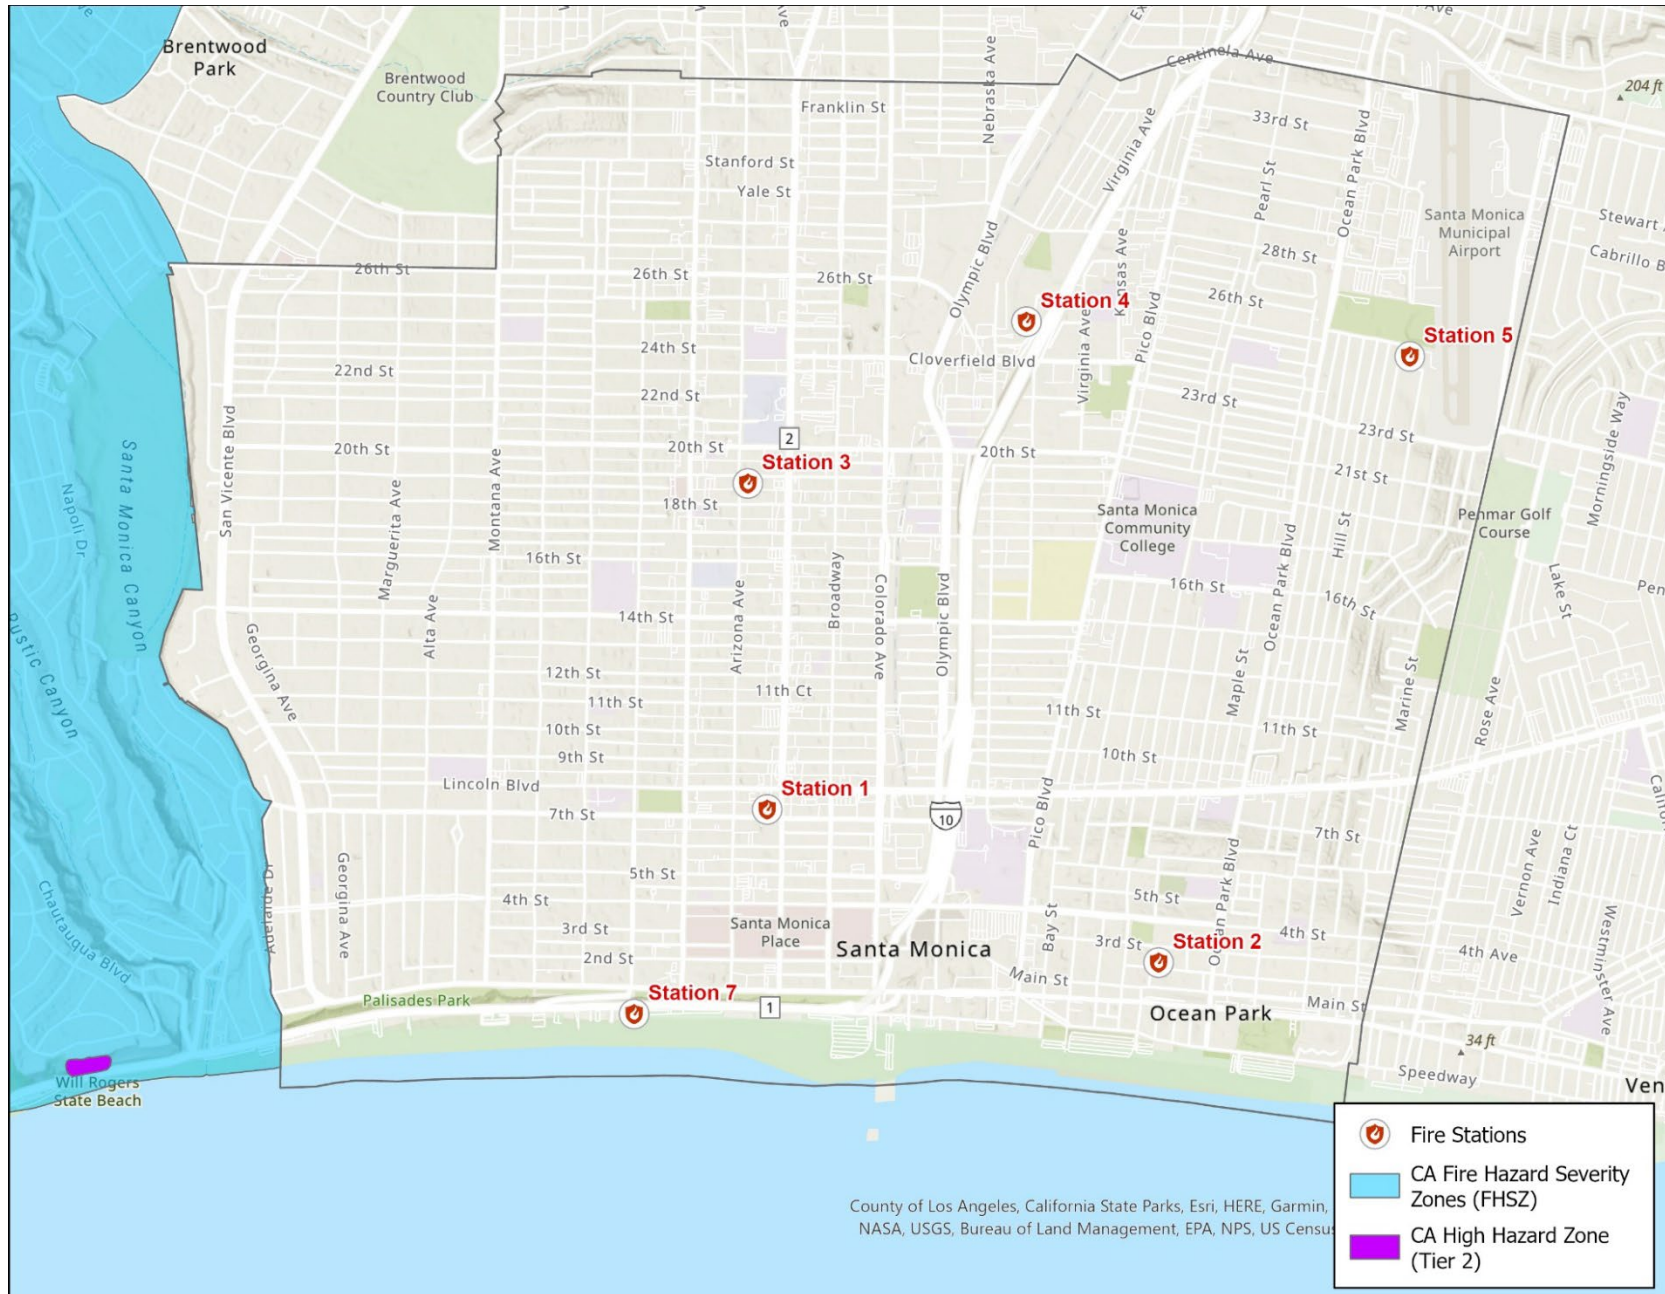 Brentwood
Park
Brentwood
Country Club
Centinela Ave
204 ft
Franklin St
Nebraska Ave
33rd St
Virginia Ave
Ocean Park Blvd
Stanford St
Yale St
Pearl St
Stewart
Santa Monica
Municipal
Airport
Cabrillo B
28th St
Kansas Ave
Olympic Blvd
26th St
26th St
26th St
26th St
Station 4
Pico Blvd
Station 5
Virginia Ave
24th St
Cloverfield Blvd
22nd St
22nd St
23rd St
Morningside Way
San Vicente Blvd
2
23rd St
20th St
20th St
20th St
Station 3
21st St
Santa Monica Canyon
Napoli Dr
Marguerita Ave
Montana Ave
18th St
Santa Monica
Community
College
Hill St
Ocean Park Blvd
Penmar Golf
Course
16th St
Broadway
Colorado Ave
Olympic Blvd
16th St
16th St
Lake St
Pen
Rustic Canyon
Georgina Ave
Alta Ave
14th St
Arizona Ave
12th St
11th St
11th Ct
Maple St
Marine St
Rose Ave
10th St
11th St
11th St
9th St
10th St
Lincoln Blvd
Station 1
7th St
10
Pico Blvd
7th St
Vernon Ave
Indiana Ct
Adelaide Dr
Georgina Ave
5th St
Ocean Park Blvd
Chautauqua Blvd
4th St
5th St
3rd St
Santa Monica
Place
Santa Monica
Bay St
3rd St
Station 2
4th St
4th Ave
Westminster Ave
2nd St
Main St
Palisades Park
Station 7
1
Ocean Park
Main St
34 ft
Will Rogers
State Beach
Speedway
Ven
Fire Stations
CA Fire Hazard Severity
Zones (FHSZ)
CA High Hazard Zone
(Tier 2)
County of Los Angeles, California State Parks, Esri, HERE, Garmin,
NASA, USGS, Bureau of Land Management, EPA, NPS, US Census